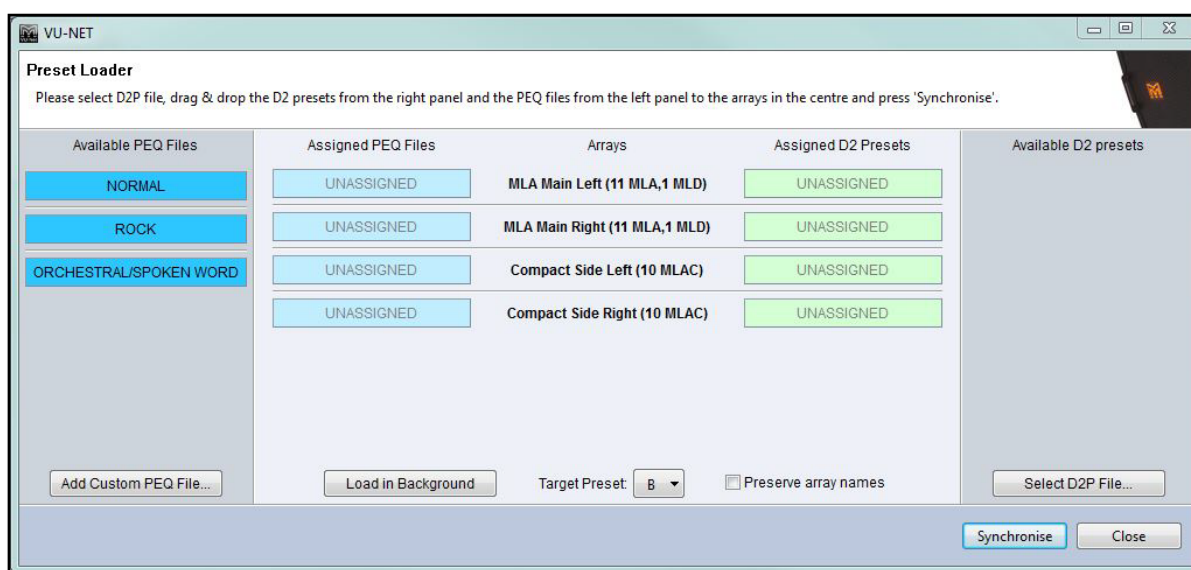 VU-NET
Preset Loader
Please select D2P file, drag & drop the D2 presets from the right panel and the PEQ files from the left panel to the arrays in the centre and press 'Synchronise'.
Available PEQ Files Assigned PEQ Files Arrays Assigned D2 Presets Available D2 presets
NORMAL UNASSIGNED MLA Main Left (11 MLA,1 MLD) UNASSIGNED
ROCK UNASSIGNED MLA Main Right (11 MLA,1 MLD) UNASSIGNED
ORCHESTRAL/SPOKEN WORD UNASSIGNED Compact Side Left (10 MLAC) UNASSIGNED
UNASSIGNED Compact Side Right (10 MLAC) UNASSIGNED
Add Custom PEQ File... Load in Background Target Preset: B Preserve array names Select D2P File...
Synchronise Close